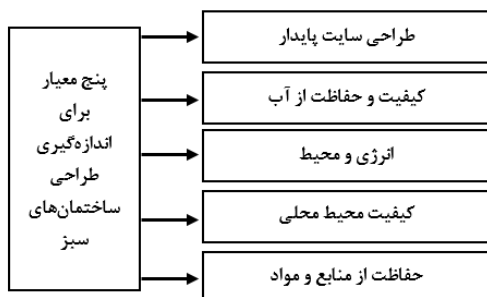 پنج معیار
برای
اندازه‌گیری
طراحی
ساختمان‌های
سبز
طراحی سایت پایدار
کیفیت و حفاظت از آب
انرژی و محیط
کیفیت محیط محلی
حفاظت از منابع و مواد